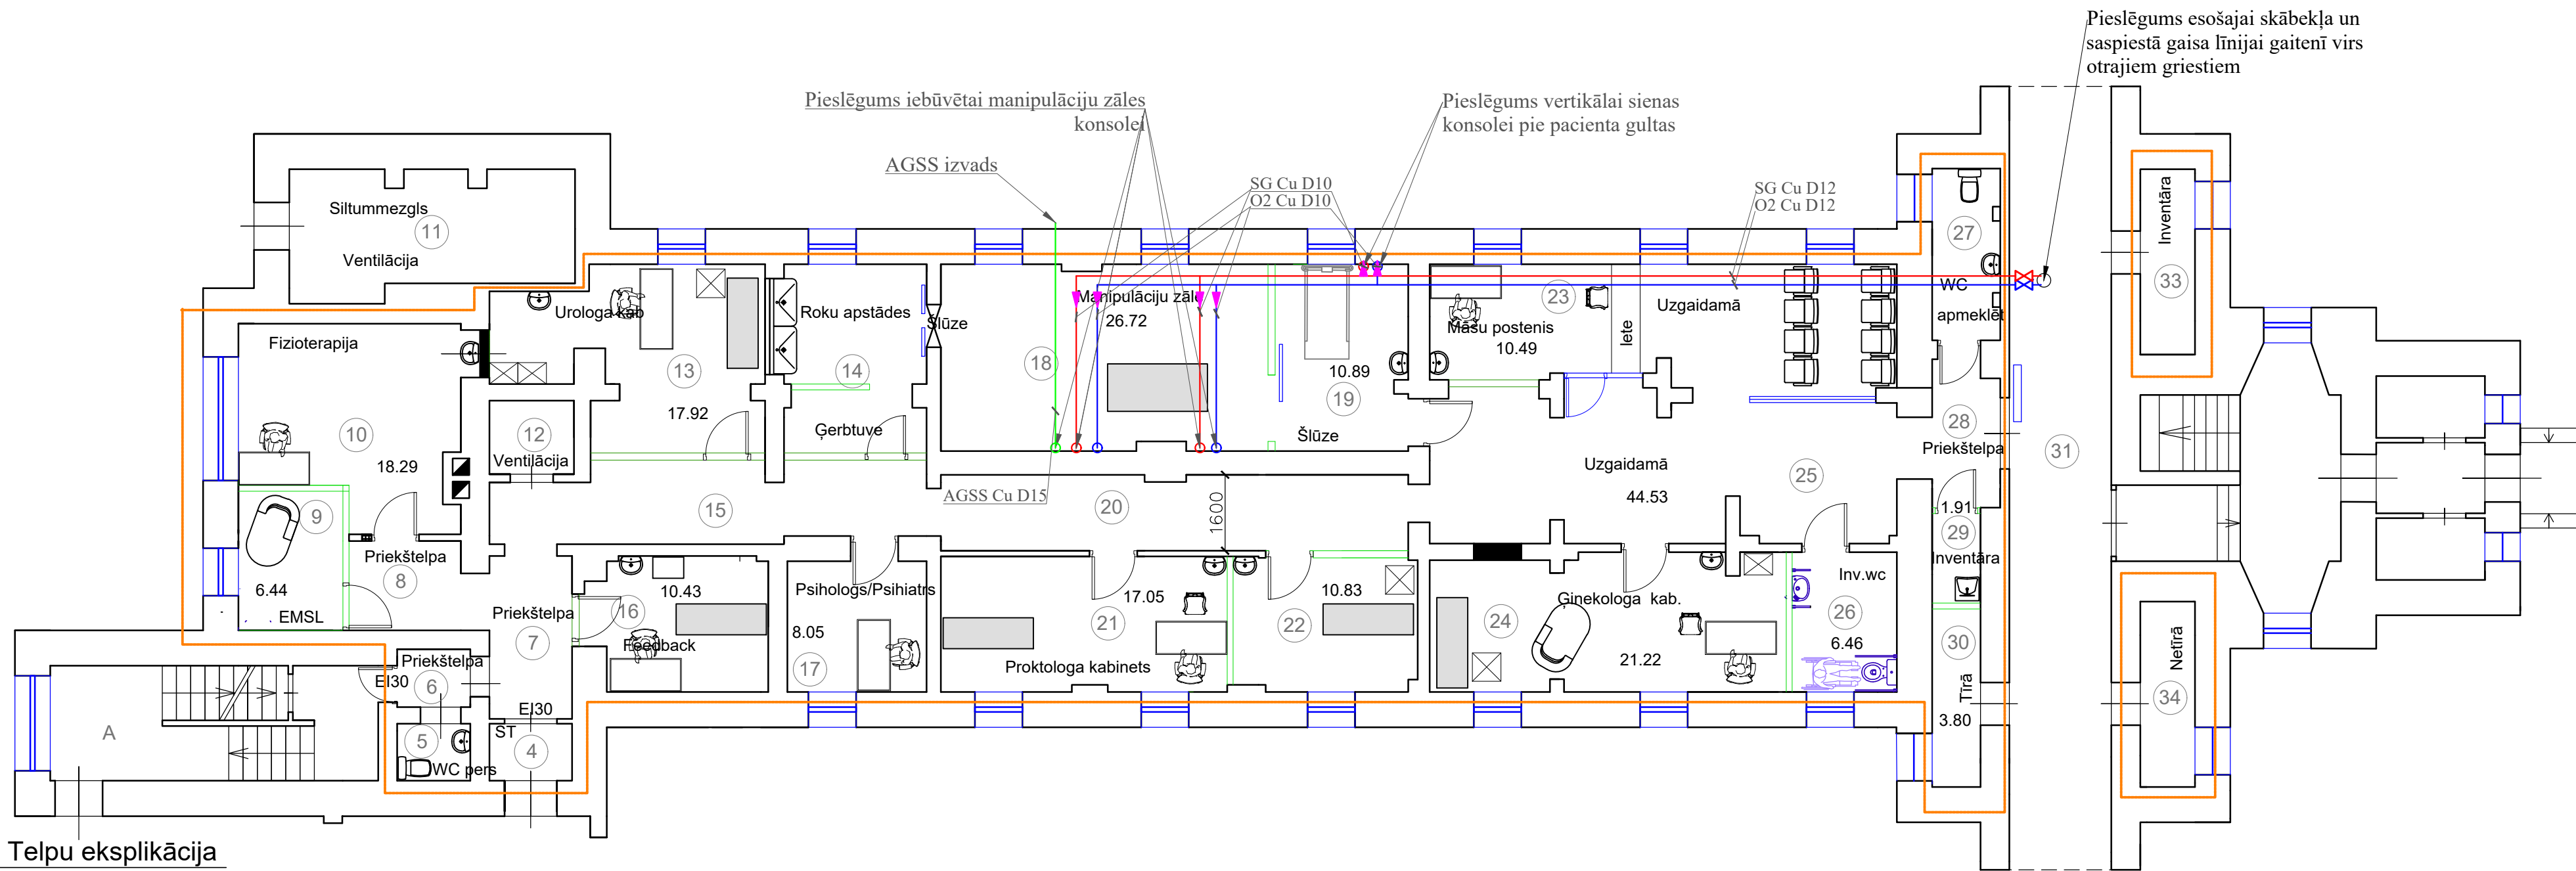 Pieslēgums esošajai skābekļa un
saspiestā gaisa līnijai gaitenī virs
otrajiem griestiem
Pieslēgums iebūvētai manipulāciju zāles
konsolei
Pieslēgums vertikālai sienas
konsolei pie pacienta gultas
AGSS izvads
SG Cu D10
O2 Cu D10
SG Cu D12
O2 Cu D12
Siltummezgls
11
Ventilācija
27
WC
apmeklēt
Inventāra
33
Urologa kab
13
17.92
Roku apstādes
14
Ģerbtuve
Šlūze
Manipulāciju zāle
26.72
18
10.89
19
Šlūze
23
Māsu postenis
10.49
lete
Uzgaidamā
Fizioterapija
10
18.29
12
Ventilācija
28
Priekštelpa
31
Uzgaidamā
44.53
25
AGSS Cu D15
15
20
1600
9
6.44
EMSL
Priekštelpa
8
1.91
29
Inventāra
Priekštelpa
7
16
10.43
Feedback
Psihologs/Psihiatrs
8.05
17
17.05
21
Proktologa kabinets
10.83
22
Ginekologa kab.
24
21.22
Inv.wc
26
6.46
30
Tīrā
3.80
Netīrā
34
Priekštelpa
EI30
6
EI30
ST
5
4
WC pers
A
Telpu eksplikācija